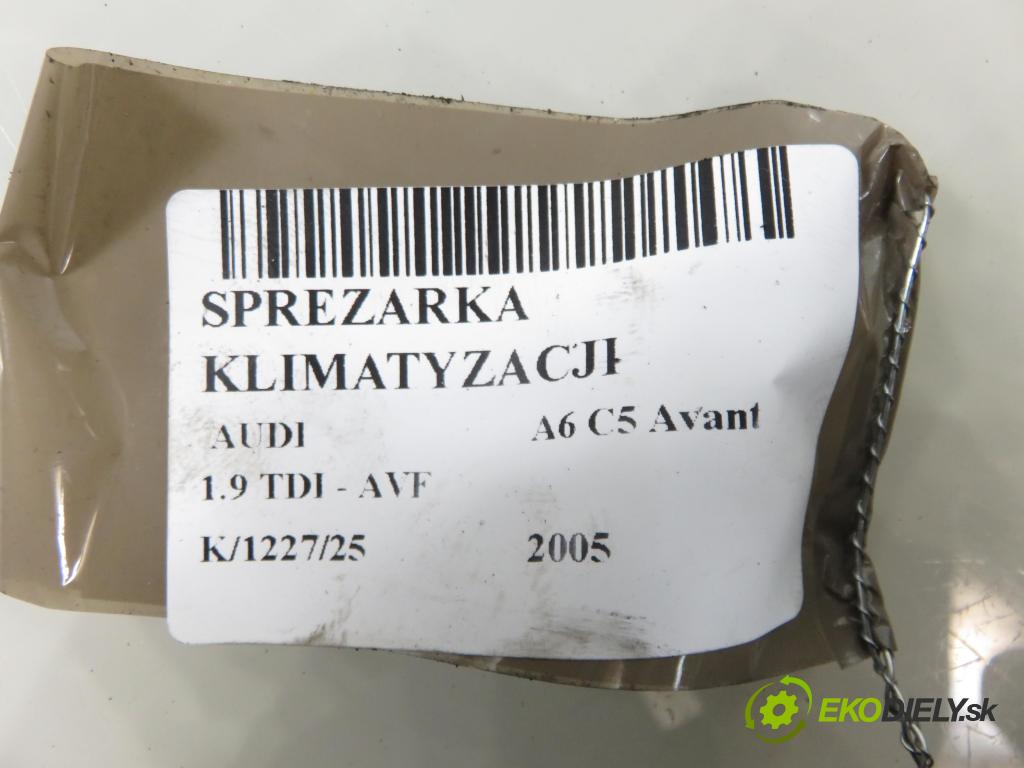 SPREZARKA
KLIMATYZACJI
AUDI A6 C5 Avant
1.9 TDI - AVF
K/1227/25 2005
EKODIELY.sk